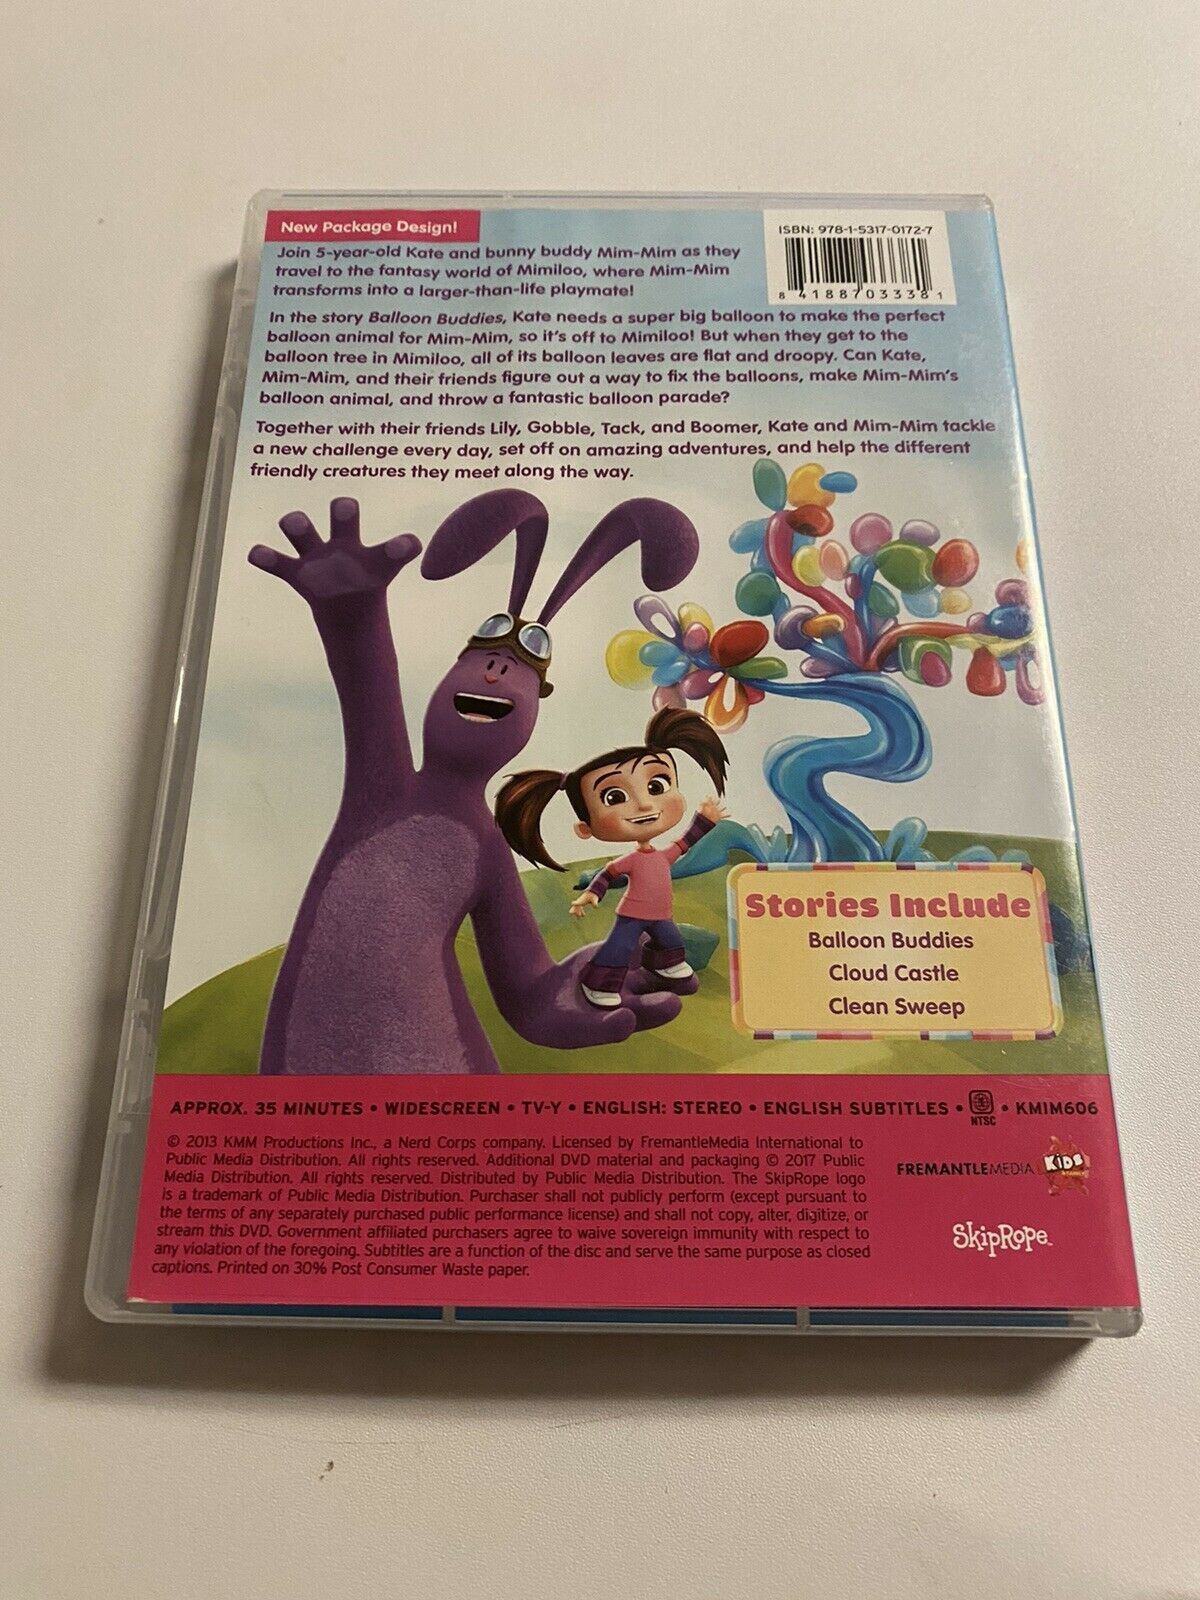 New Package Design!
ISBN: 978-1-5317-0172-7
8 41887 03338 1
Join 5-year-old Kate and bunny buddy Mim-Mim as they
travel to the fantasy world of Mimiloo, where Mim-Mim
transforms into a larger-than-life playmate!
In the story Balloon Buddies, Kate needs a super big balloon to make the perfect
balloon animal for Mim-Mim, so it's off to Mimiloo! But when they get to the
balloon tree in Mimiloo, all of its balloon leaves are flat and droopy. Can Kate,
Mim-Mim, and their friends figure out a way to fix the balloons, make Mim-Mim's
balloon animal, and throw a fantastic balloon parade?
Together with their friends Lily, Gobble, Tack, and Boomer, Kate and Mim-Mim tackle
a new challenge every day, set off on amazing adventures, and help the different
friendly creatures they meet along the way.
Stories Include
Balloon Buddies
Cloud Castle
Clean Sweep
APPROX. 35 MINUTES • WIDESCREEN • TV-Y • ENGLISH: STEREO • ENGLISH SUBTITLES • NTSC • KMIM606
© 2013 KMM Productions Inc., a Nerd Corps company. Licensed by FremantleMedia International to
Public Media Distribution. All rights reserved. Additional DVD material and packaging © 2017 Public
Media Distribution. All rights reserved. Distributed by Public Media Distribution. The SkipRope logo
is a trademark of Public Media Distribution. Purchaser shall not publicly perform (except pursuant to
the terms of any separately purchased public performance license) and shall not copy, alter, digitize, or
stream this DVD. Government affiliated purchasers agree to waive sovereign immunity with respect to
any violation of the foregoing. Subtitles are a function of the disc and serve the same purpose as closed
captions. Printed on 30% Post Consumer Waste paper.
FREMANTLEMEDIA KIDS
SkipRope